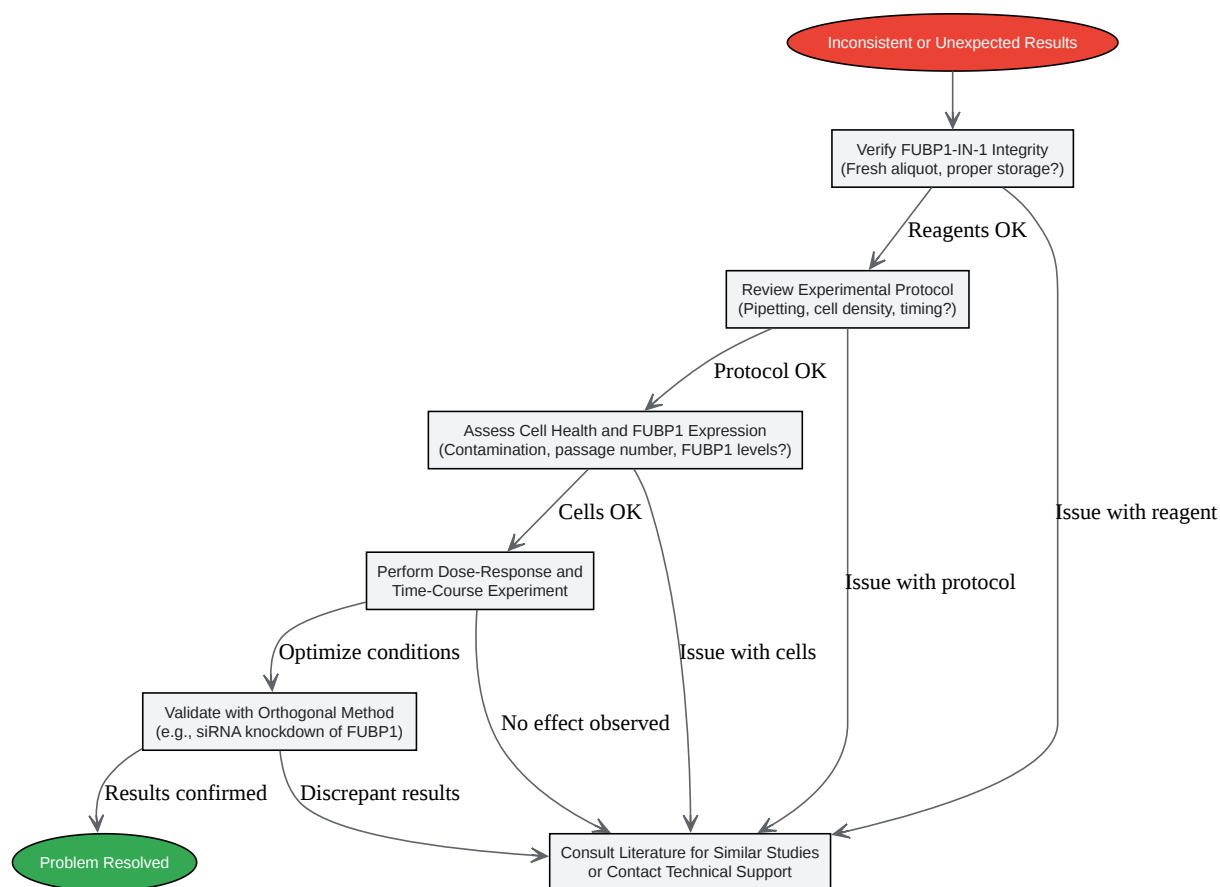 Inconsistent or Unexpected Results
Verify FUBP1-IN-1 Integrity
(Fresh aliquot, proper storage?)
Reagents OK
Review Experimental Protocol
(Pipetting, cell density, timing?)
Protocol OK
Assess Cell Health and FUBP1 Expression
(Contamination, passage number, FUBP1 levels?)
Cells OK
Issue with reagent
Perform Dose-Response and
Time-Course Experiment
Issue with protocol
Optimize conditions
Issue with cells
Validate with Orthogonal Method
(e.g., siRNA knockdown of FUBP1)
No effect observed
Results confirmed
Discrepant results
Problem Resolved
Consult Literature for Similar Studies
or Contact Technical Support